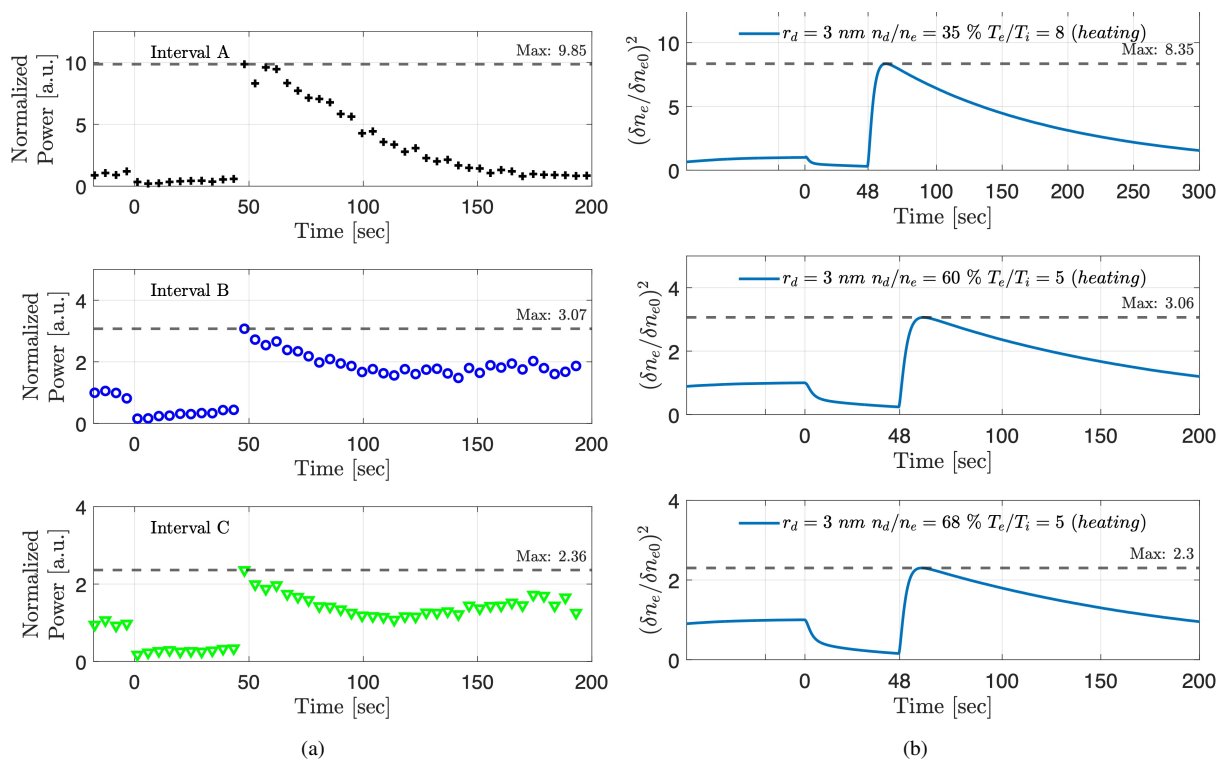 Interval A
Max: 9.85
Normalized
Power [a.u.]
10
5
0
0 50 100 150 200
Time [sec]
Interval B
Max: 3.07
Normalized
Power [a.u.]
4
2
0
0 50 100 150 200
Time [sec]
Interval C
Max: 2.36
Normalized
Power [a.u.]
4
2
0
0 50 100 150 200
Time [sec]
(a)
r_d = 3 nm n_d/n_e = 35 % T_e/T_i = 8 (heating)
Max: 8.35
(δn_e/δn_{e0})^2
10
5
0
0 48 100 150 200 250 300
Time [sec]
r_d = 3 nm n_d/n_e = 60 % T_e/T_i = 5 (heating)
Max: 3.06
(δn_e/δn_{e0})^2
4
2
0
0 48 100 150 200
Time [sec]
r_d = 3 nm n_d/n_e = 68 % T_e/T_i = 5 (heating)
Max: 2.3
(δn_e/δn_{e0})^2
4
2
0
0 48 100 150 200
Time [sec]
(b)